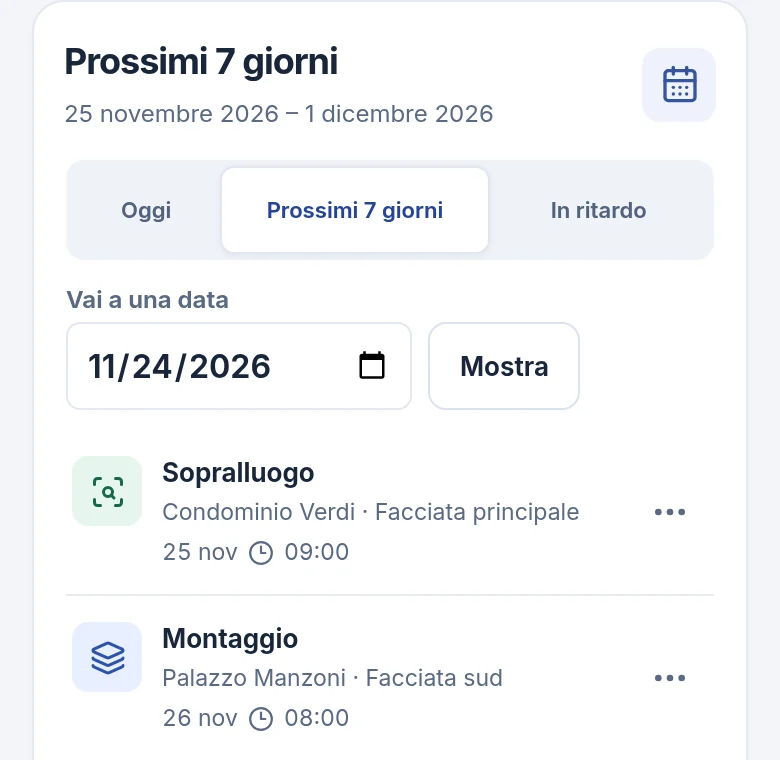 Prossimi 7 giorni
25 novembre 2026 – 1 dicembre 2026
Oggi
Prossimi 7 giorni
In ritardo
Vai a una data
11/24/2026
Mostra
Sopralluogo
Condominio Verdi · Facciata principale
25 nov 09:00
Montaggio
Palazzo Manzoni · Facciata sud
26 nov 08:00